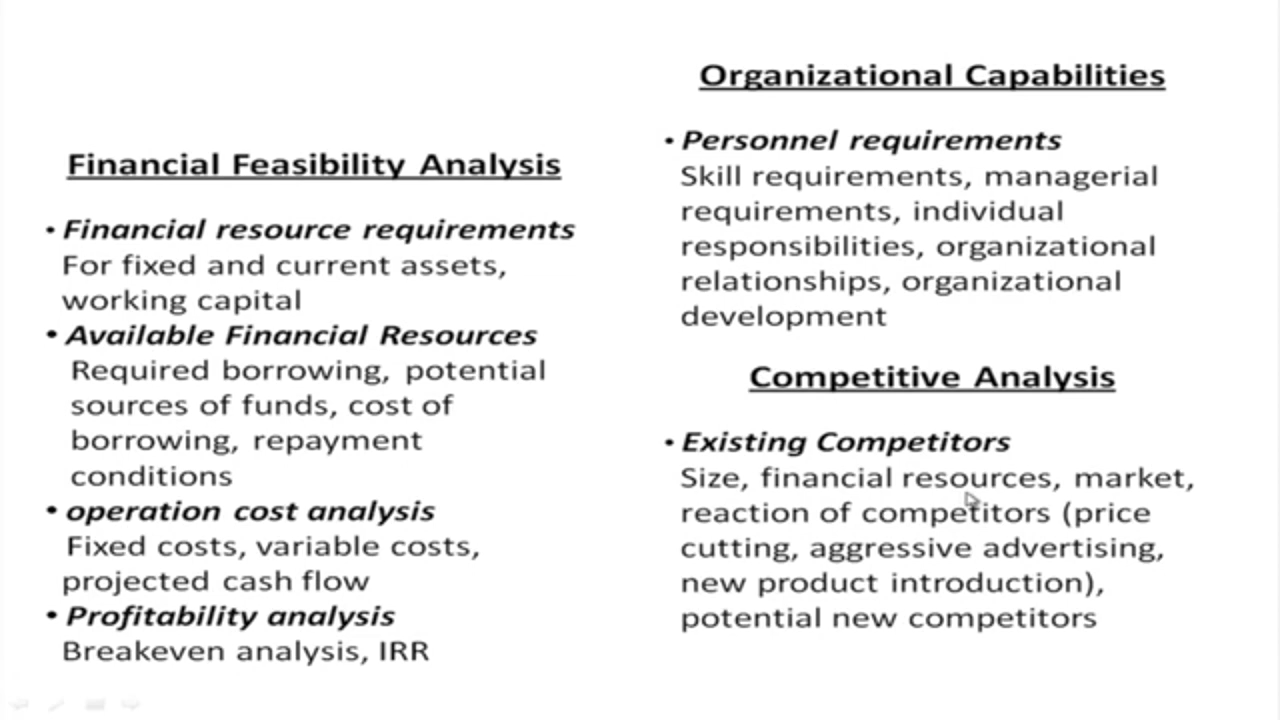 Financial Feasibility Analysis
• Financial resource requirements
For fixed and current assets,
working capital
• Available Financial Resources
Required borrowing, potential
sources of funds, cost of
borrowing, repayment
conditions
• operation cost analysis
Fixed costs, variable costs,
projected cash flow
• Profitability analysis
Breakeven analysis, IRR
Organizational Capabilities
• Personnel requirements
Skill requirements, managerial
requirements, individual
responsibilities, organizational
relationships, organizational
development
Competitive Analysis
• Existing Competitors
Size, financial resources, market,
reaction of competitors (price
cutting, aggressive advertising,
new product introduction),
potential new competitors